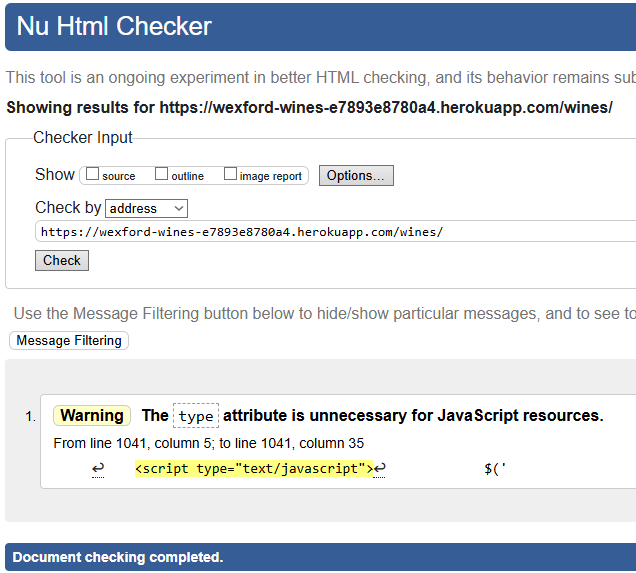 Nu Html Checker
This tool is an ongoing experiment in better HTML checking, and its behavior remains sub
Showing results for https://wexford-wines-e7893e8780a4.herokuapp.com/wines/
Checker Input
Show source outline image report Options...
Check by address
https://wexford-wines-e7893e8780a4.herokuapp.com/wines/
Check
Use the Message Filtering button below to hide/show particular messages, and to see to
Message Filtering
1. Warning The type attribute is unnecessary for JavaScript resources.
From line 1041, column 5; to line 1041, column 35
↩ <script type="text/javascript">↩ $('
Document checking completed.